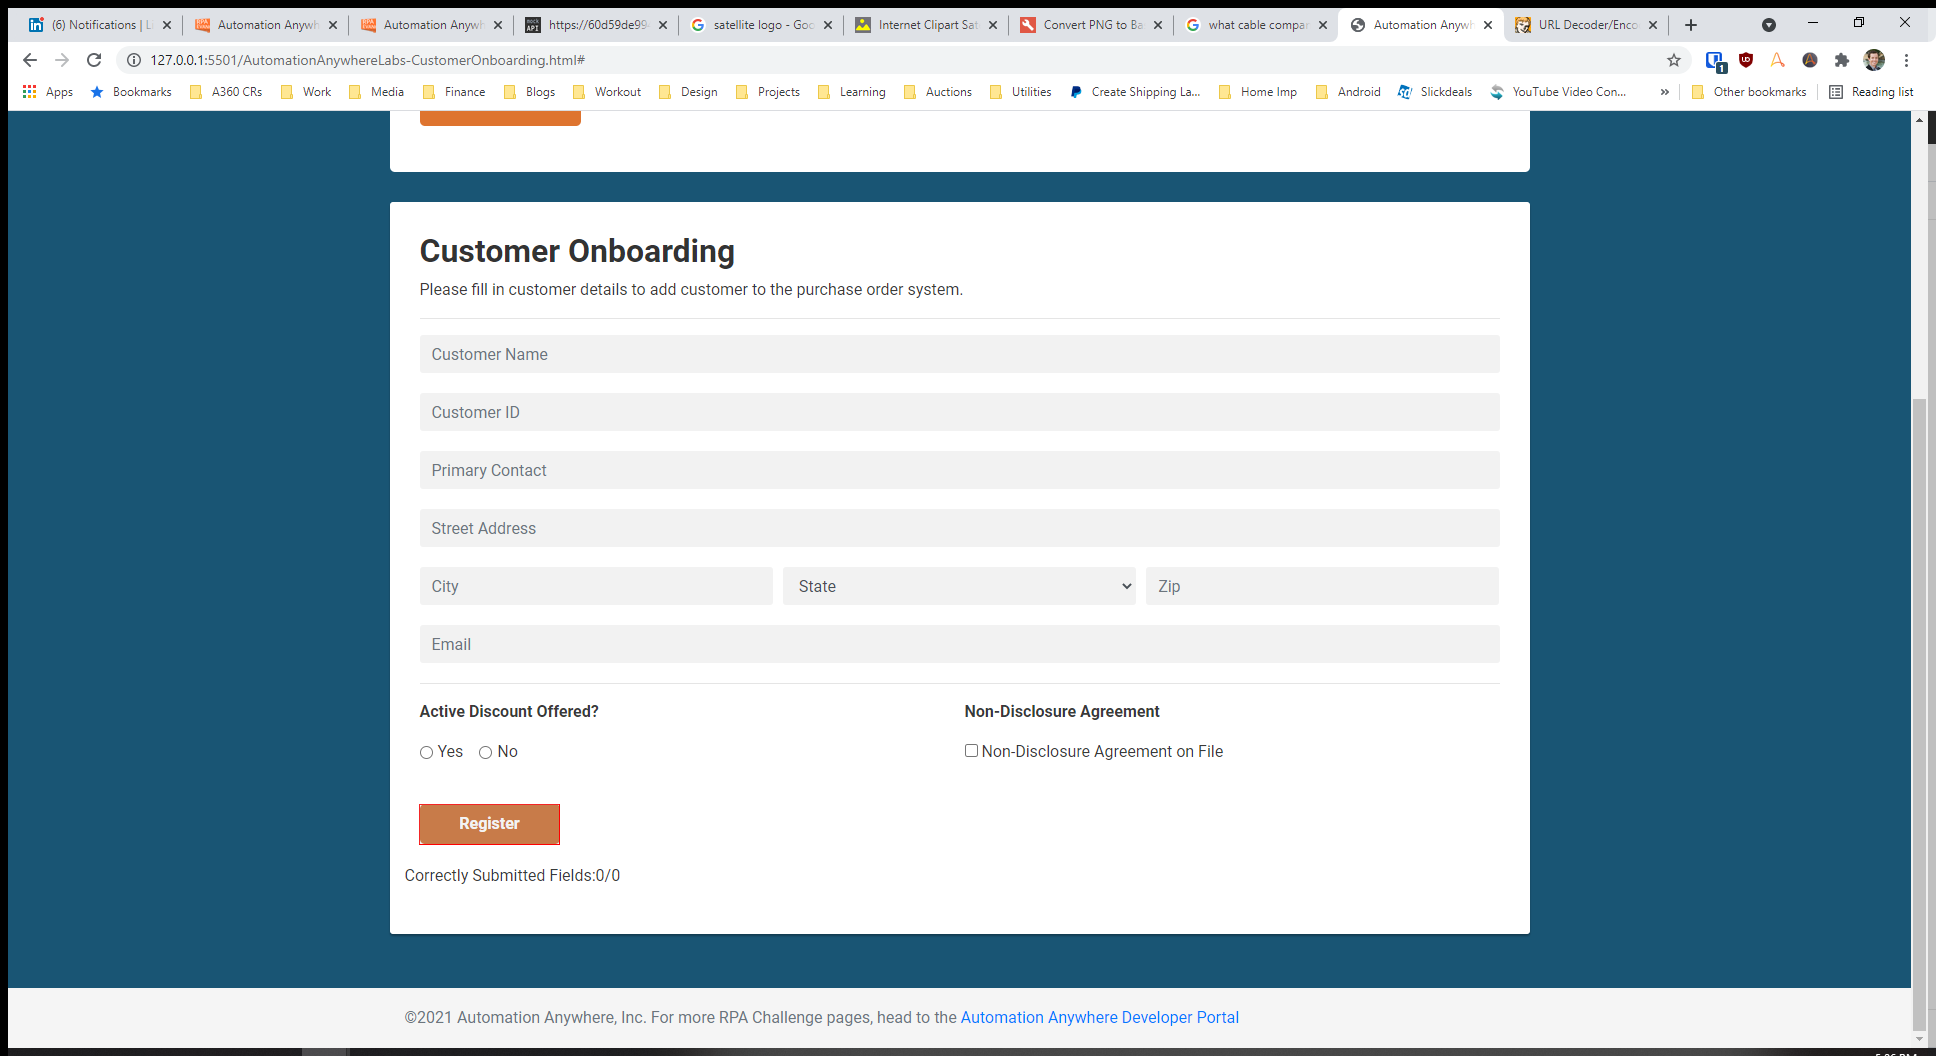 (6) Notifications | L
Automation Anywh
Automation Anywh
https://60d59de99
satellite logo - Goo
Internet Clipart Sat
Convert PNG to Ba
what cable compan
Automation Anywh
URL Decoder/Enco
127.0.0.1:5501/AutomationAnywhereLabs-CustomerOnboarding.html#
Apps Bookmarks A360 CRs Work Media Finance Blogs Workout Design Projects Learning Auctions Utilities Create Shipping La... Home Imp Android Slickdeals YouTube Video Con... » Other bookmarks Reading list
Customer Onboarding
Please fill in customer details to add customer to the purchase order system.
Customer Name
Customer ID
Primary Contact
Street Address
City State Zip
Email
Active Discount Offered? Non-Disclosure Agreement
Yes No Non-Disclosure Agreement on File
Register
Correctly Submitted Fields:0/0
©2021 Automation Anywhere, Inc. For more RPA Challenge pages, head to the Automation Anywhere Developer Portal